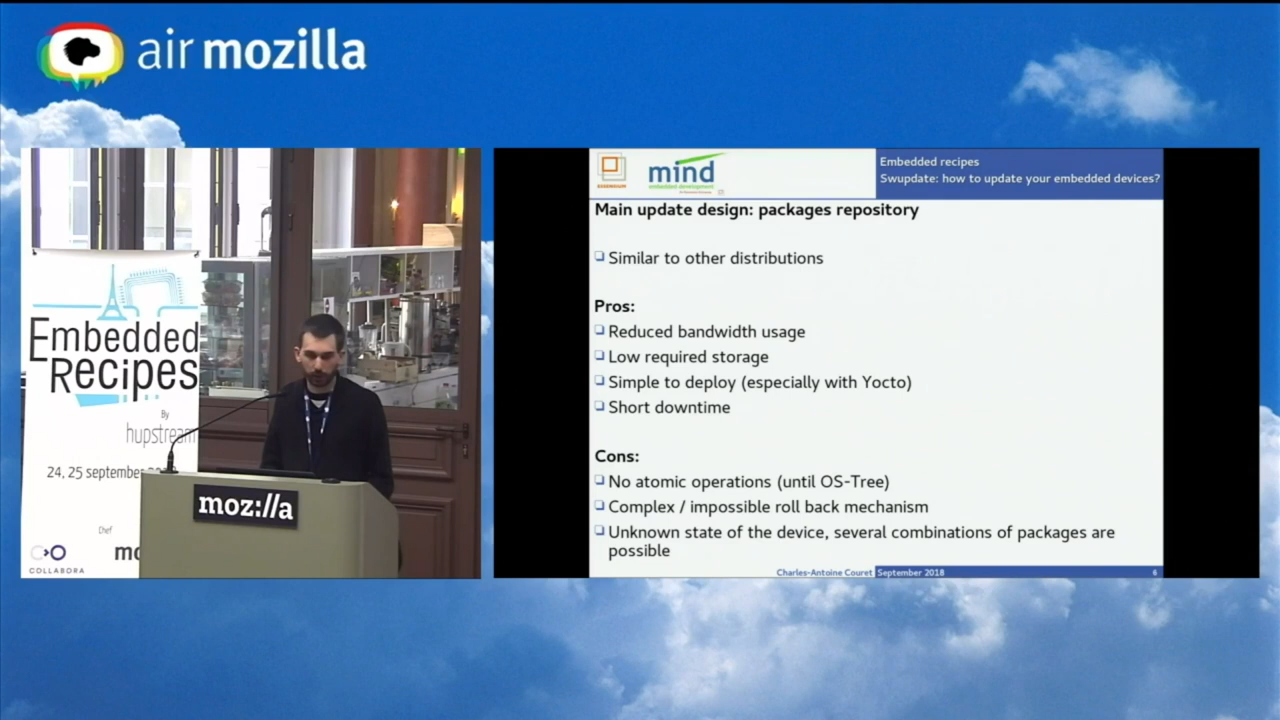 air mozilla
Embedded
Recipes
By
hupstream
24, 25 september
Chef
COLLABORA
moz://a
mind
embedded development
Embedded recipes
Swupdate: how to update your embedded devices?
Main update design: packages repository
Similar to other distributions
Pros:
Reduced bandwidth usage
Low required storage
Simple to deploy (especially with Yocto)
Short downtime
Cons:
No atomic operations (until OS-Tree)
Complex / impossible roll back mechanism
Unknown state of the device, several combinations of packages are
possible
Charles-Antoine Couret September 2018 6